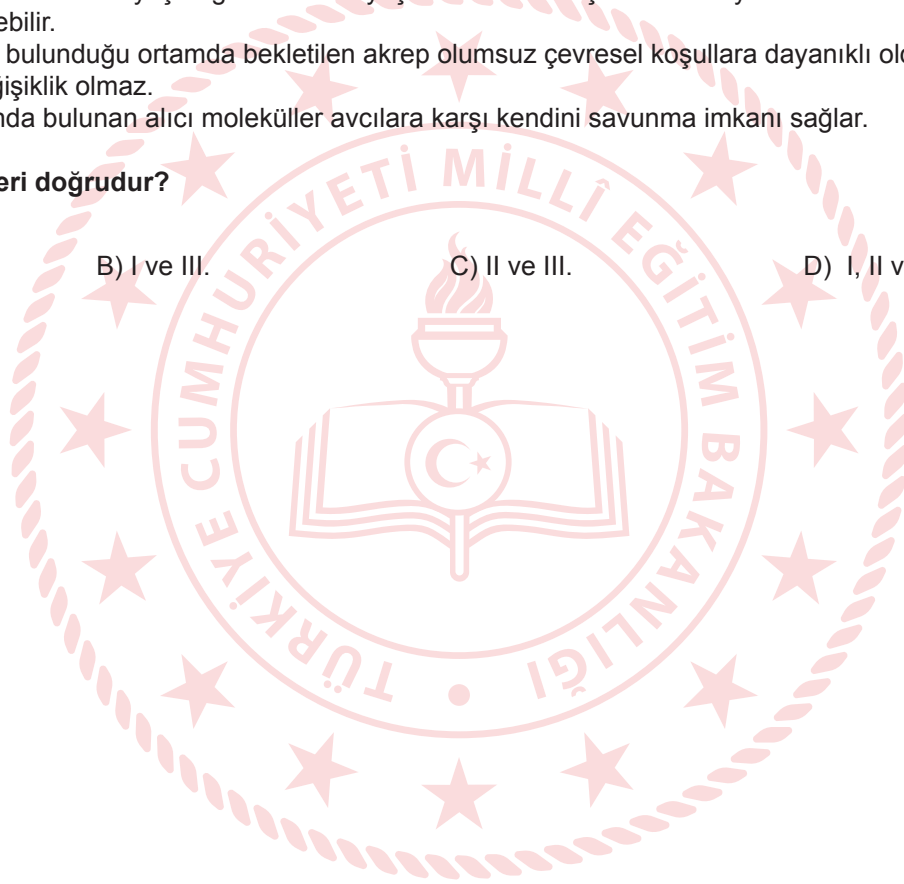 ebilir.
bulunduğu ortamda bekletilen akrep olumsuz çevresel koşullara dayanıklı old
ğişiklik olmaz.
nda bulunan alıcı moleküller avcılara karşı kendini savunma imkanı sağlar.
eri doğrudur?
B) I ve III. C) II ve III. D) I, II v
TÜRKİYE CUMHURİYETİ MİLLÎ EĞİTİM BAKANLIĞI